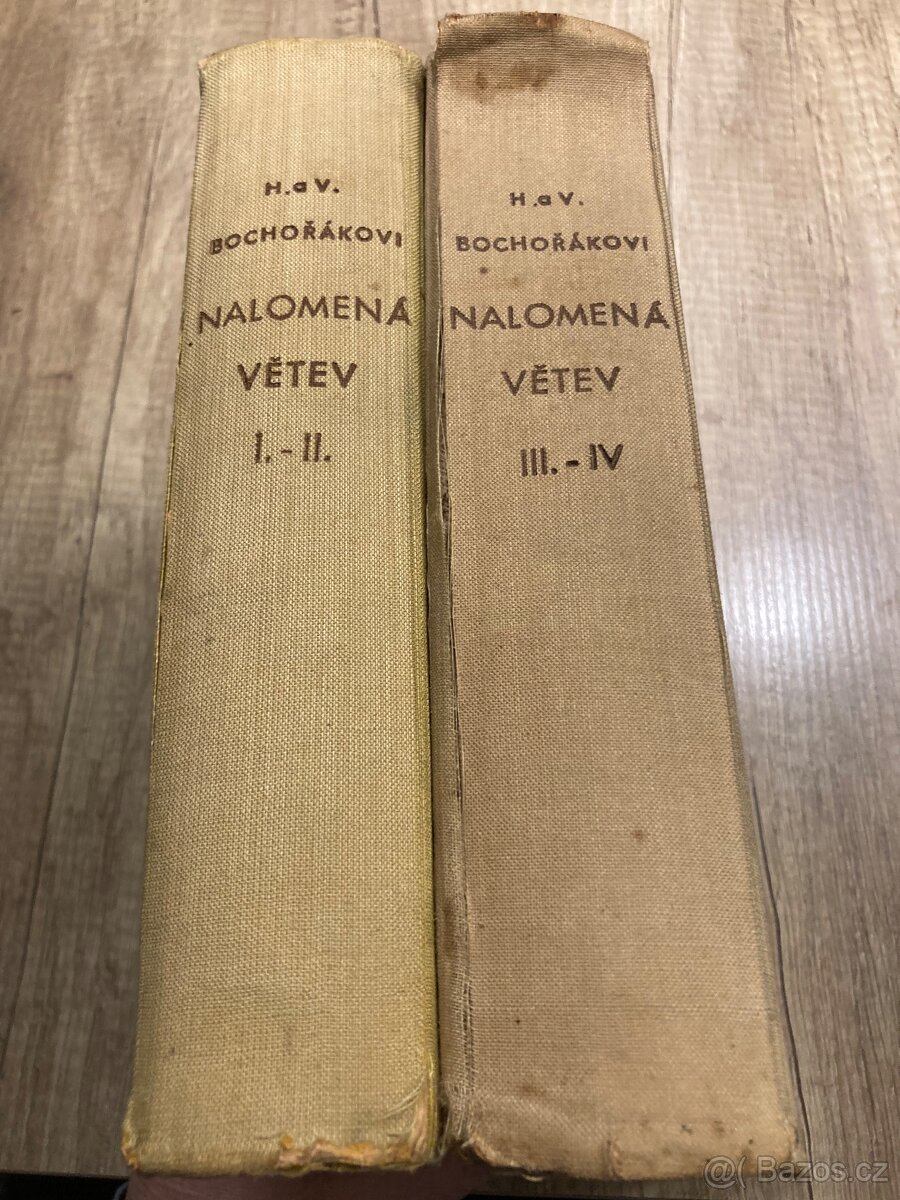 H. a V.
BOCHOŘÁKOVI
NALOMENÁ
VĚTEV
I. - II.
H. a V.
BOCHOŘÁKOVI
NALOMENÁ
VĚTEV
III. - IV
@( Bazos.cz